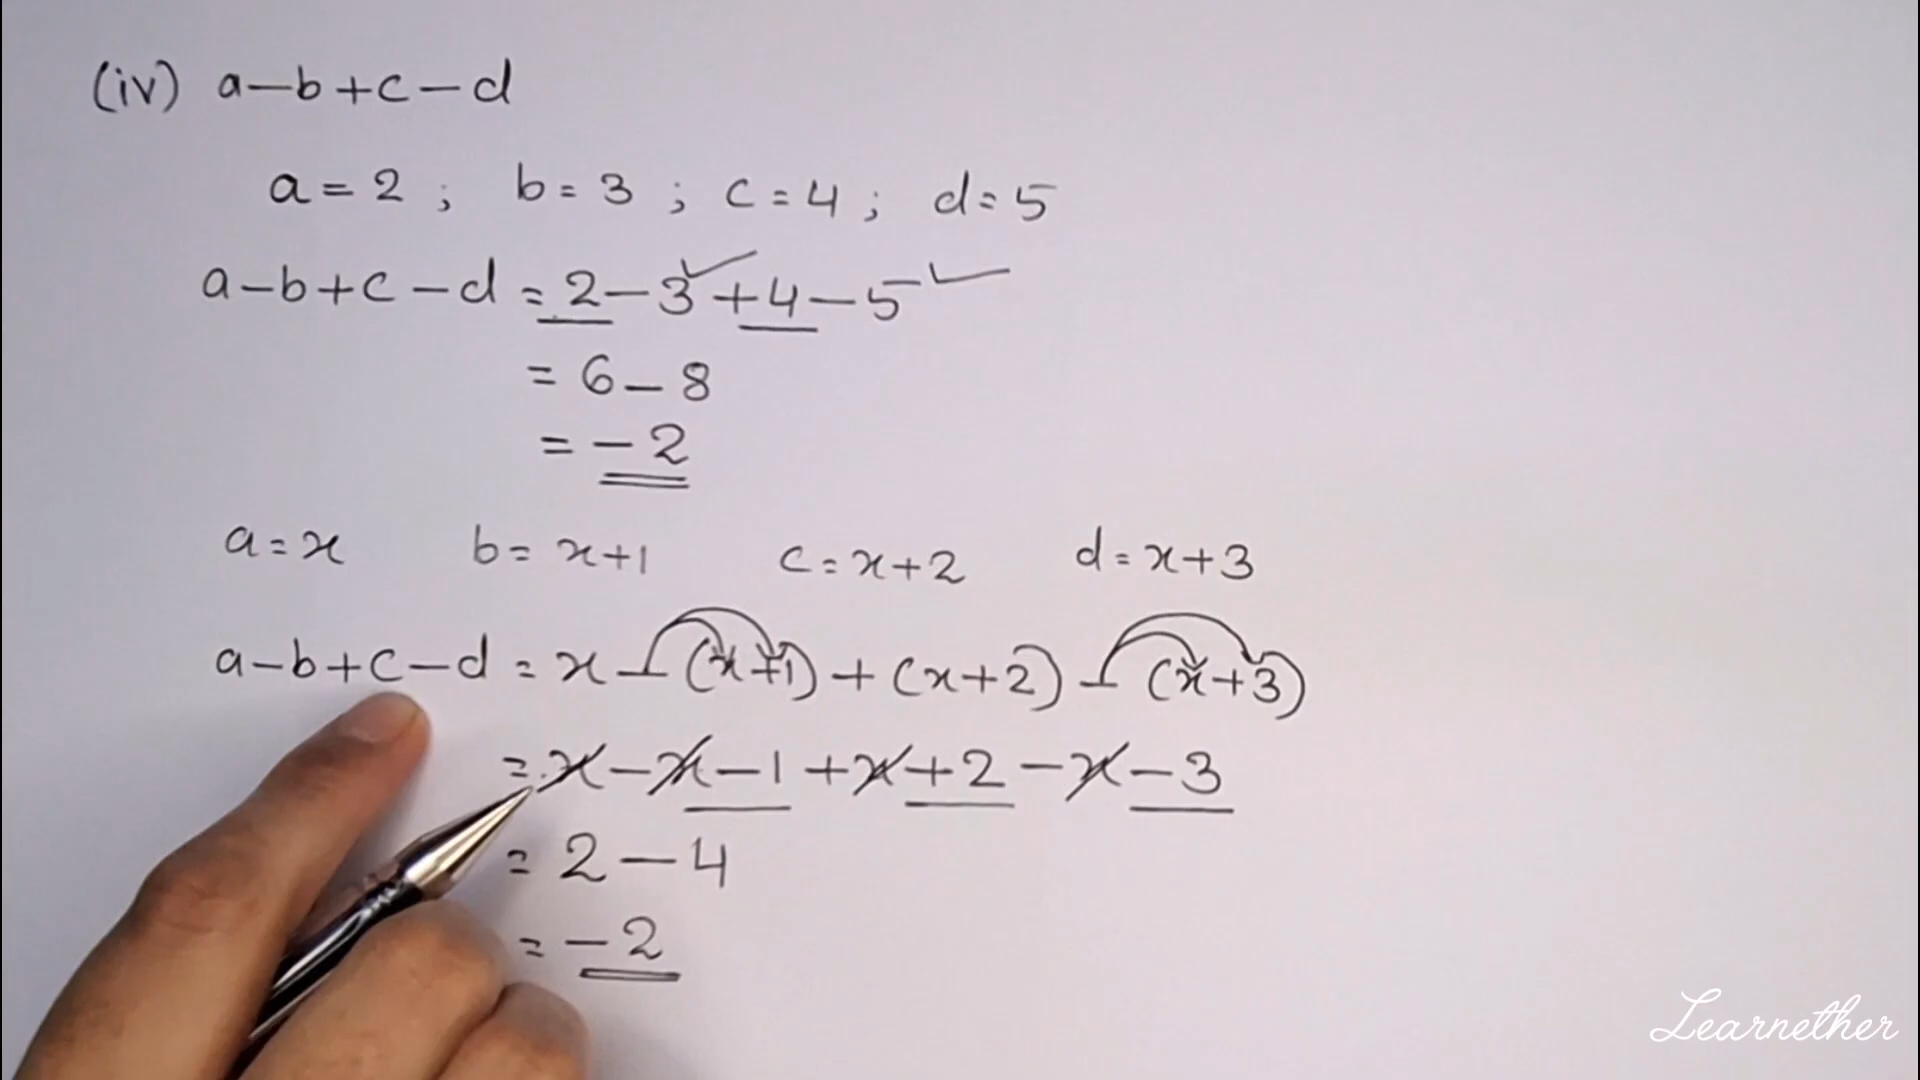 (iv) a-b+c-d
a=2 ; b=3 ; c=4 ; d=5
a-b+c-d = 2-3+4-5
= 6-8
= -2
a=x b=x+1 c=x+2 d=x+3
a-b+c-d = x-(x+1)+(x+2)-(x+3)
= x-x-1+x+2-x-3
= 2-4
= -2
Learnether